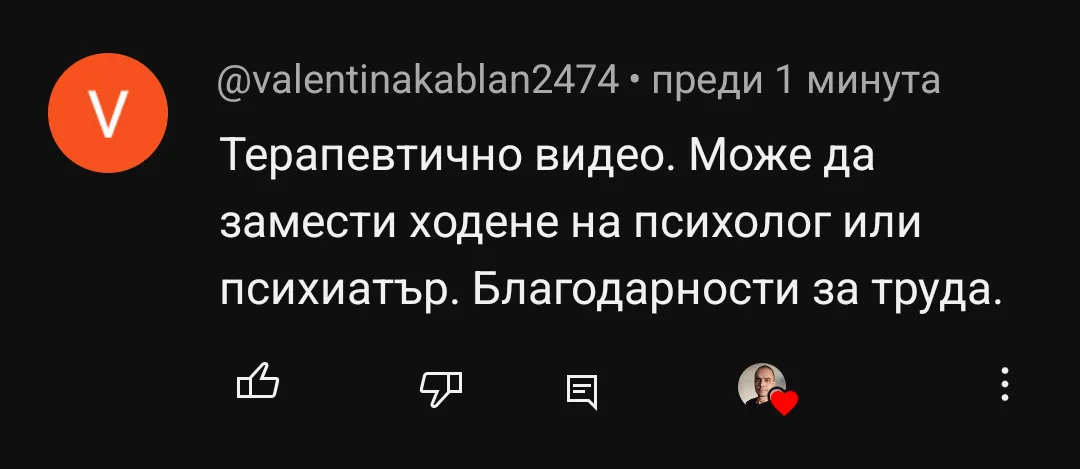 V
@valentinakablan2474 • преди 1 минута
Терапевтично видео. Може да
замести ходене на психолог или
психиатър. Благодарности за труда.